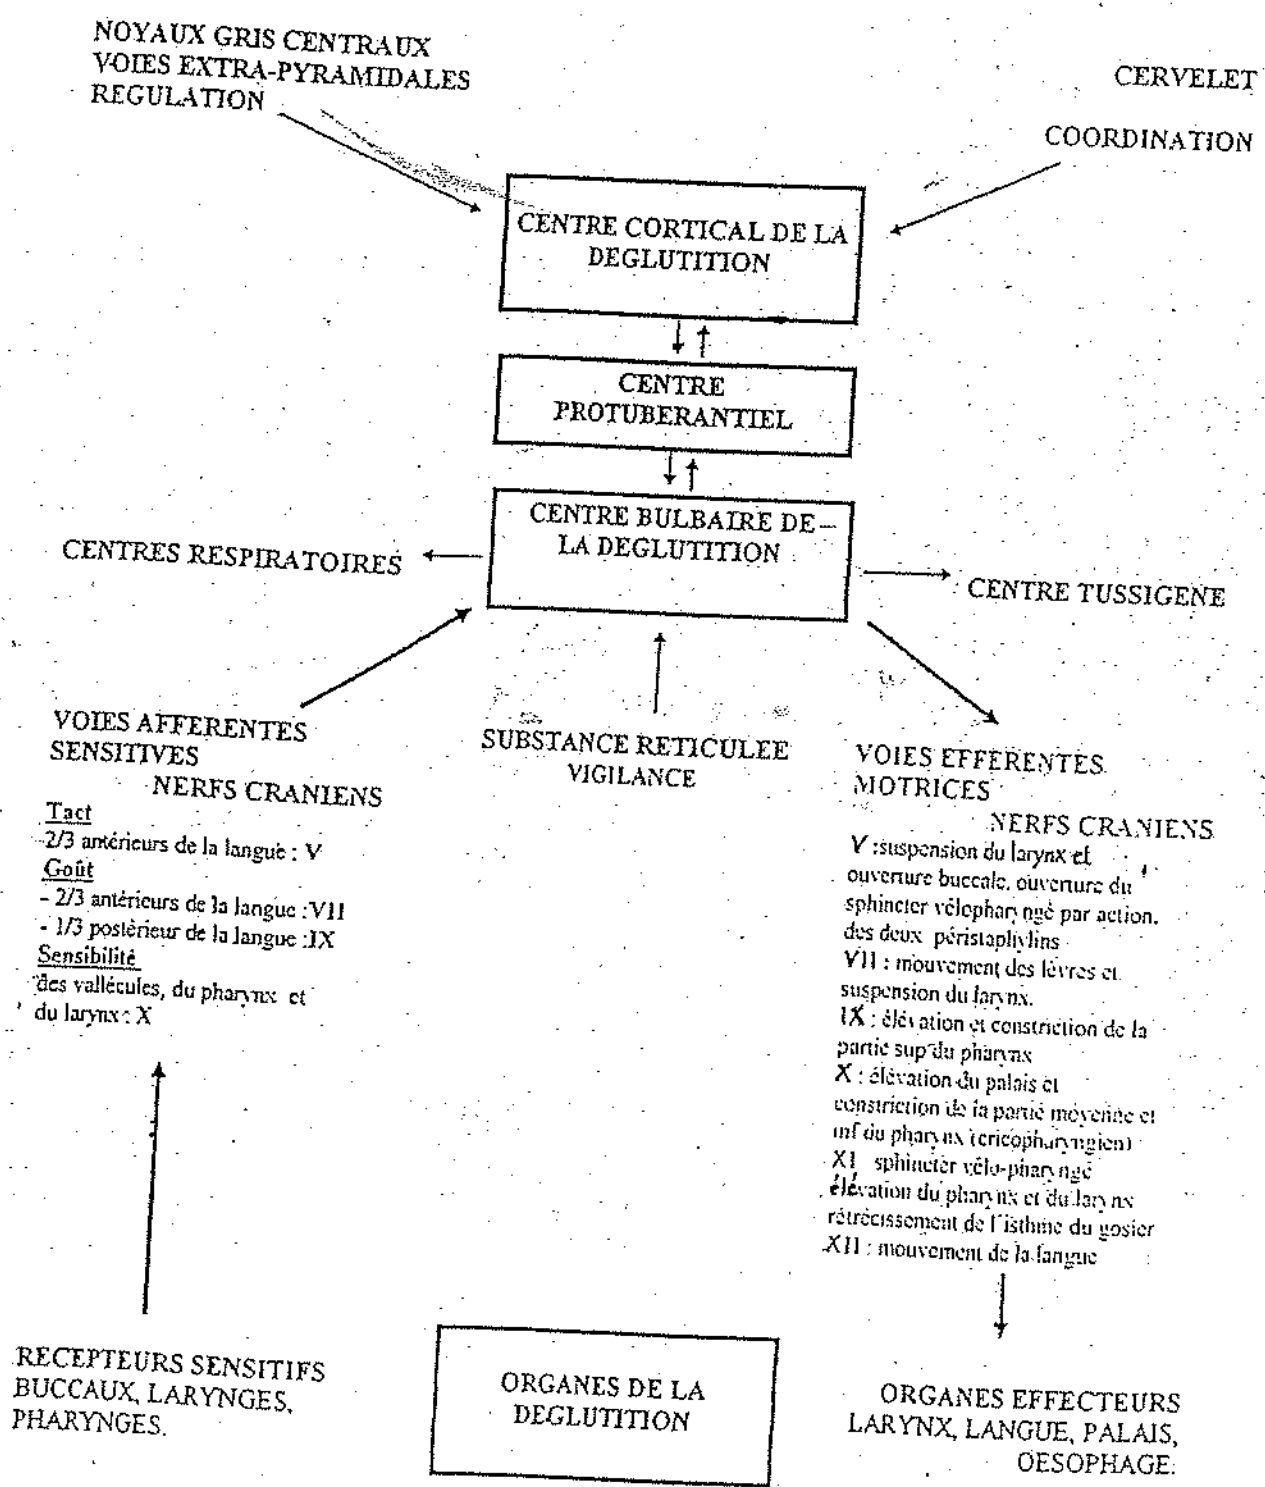 NOYAUX GRIS CENTRAUX
VOIES EXTRA-PYRAMIDALES
REGULATION
CERVELET
COORDINATION
CENTRE CORTICAL DE LA
DEGLUTITION
CENTRE
PROTUBERANTIEL
CENTRE BULBAIRE DE
LA DEGLUTITION
CENTRES RESPIRATOIRES
CENTRE TUSSIGENE
VOIES AFFERENTES
SENSITIVES
NERFS CRANIENS
Tact
2/3 antérieurs de la langue : V
Goût
- 2/3 antérieurs de la langue :VII
- 1/3 postérieur de la langue :IX
Sensibilité
des vallécules, du pharynx et
du larynx : X
SUBSTANCE RETICULEE
VIGILANCE
VOIES EFFERENTES
MOTRICES
NERFS CRANIENS
V :suspension du larynx et
ouverture buccale, ouverture du
sphincter vélopharyngé par action
des deux péristaphylins
VII : mouvement des lèvres et
suspension du larynx.
IX : élévation et constriction de la
partie sup du pharynx
X : élévation du palais et
constriction de la partie moyenne et
inf du pharynx (cricopharyngien)
XI sphincter vélo-pharyngé
élévation du pharynx et du larynx
rétrécissement de l'isthme du gosier
XII : mouvement de la langue
RECEPTEURS SENSITIFS
BUCCAUX, LARYNGES,
PHARYNGES.
ORGANES DE LA
DEGLUTITION
ORGANES EFFECTEURS
LARYNX, LANGUE, PALAIS,
OESOPHAGE.